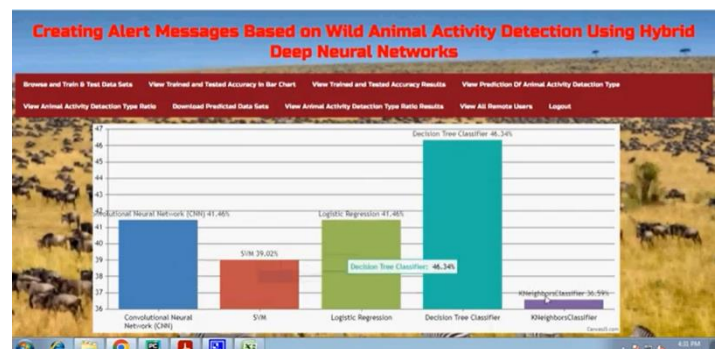 Creating Alert Messages Based on Wild Animal Activity Detection Using Hybrid
Deep Neural Networks
Browse and Train & Test Data Sets View Trained and Tested Accuracy in Bar Chart View Trained and Tested Accuracy Results View Prediction Of Animal Activity Detection Type
View Animal Activity Detection Type Ratio Download Predicted Data Sets View Animal Activity Detection Type Ratio Results View All Remote Users Logout
47
46
45
44
43
42
41
40
39
38
37
36
Decision Tree Classifier 46.34%
Neural Network (CNN) 41.46%
Logistic Regression 41.46%
SVM 39.02%
Decision Tree Classifier: 46.34%
KNeighborsClassifier 36.59%
Convolutional Neural
Network (CNN)
SVM
Logistic Regression
Decision Tree Classifier
KNeighborsClassifier
CanvasJS.com
4:31 PM